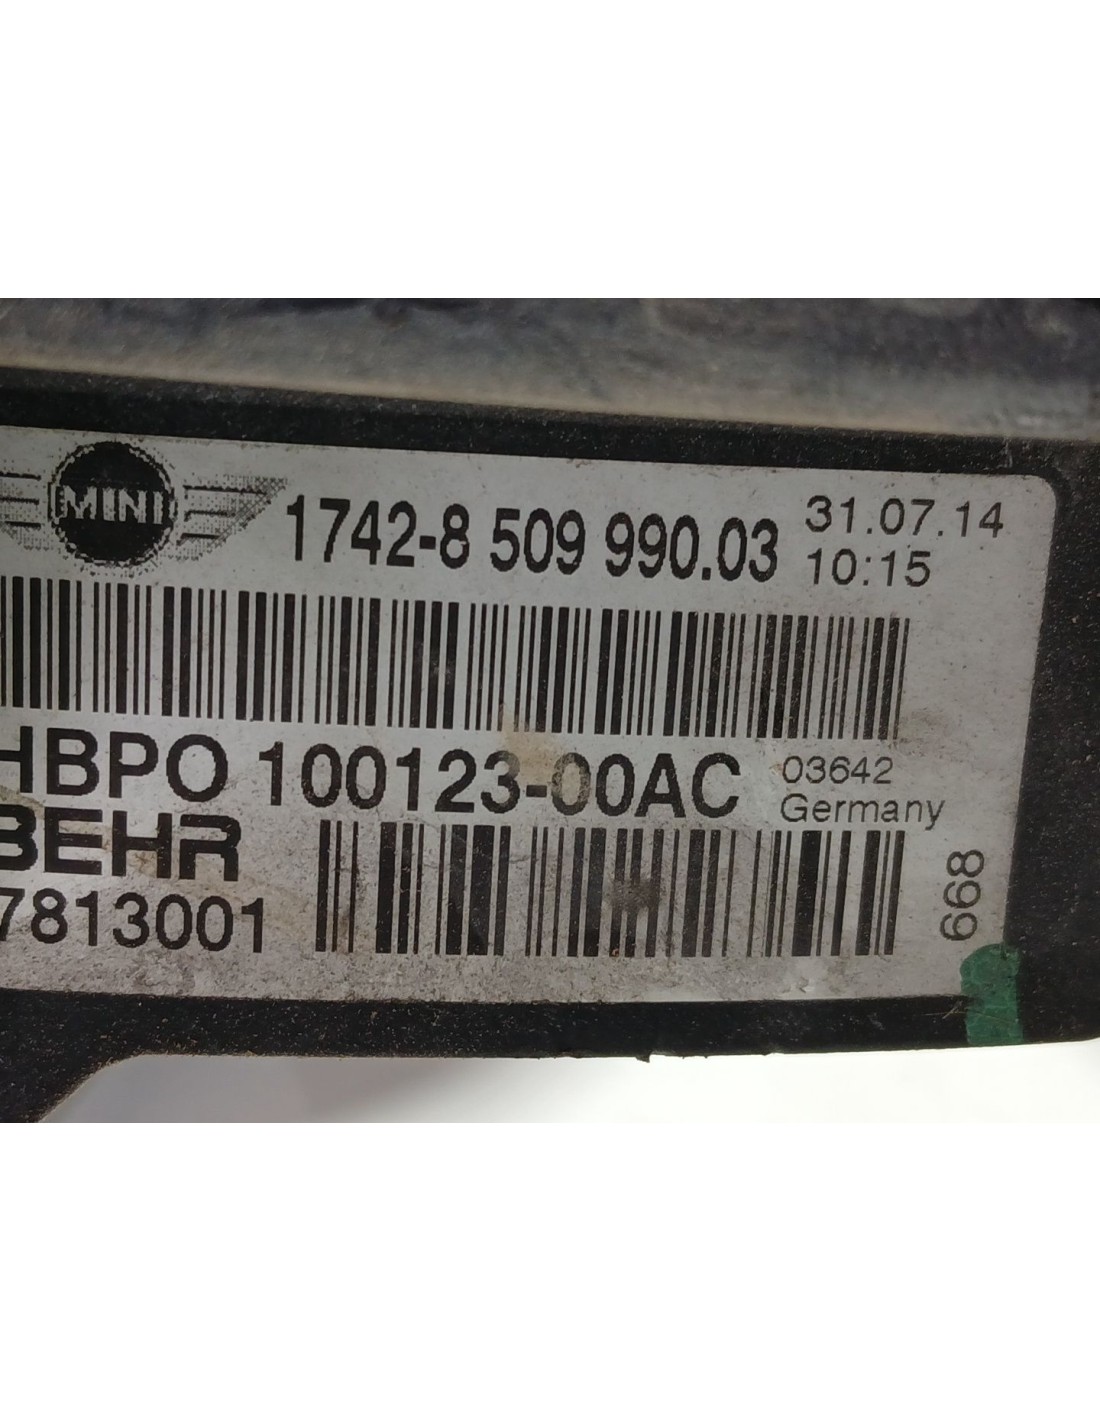 MINI
1742-8 509 990.03
31.07.14
10:15
HBPO 100123-00AC
03642
Germany
BEHR
7813001
668